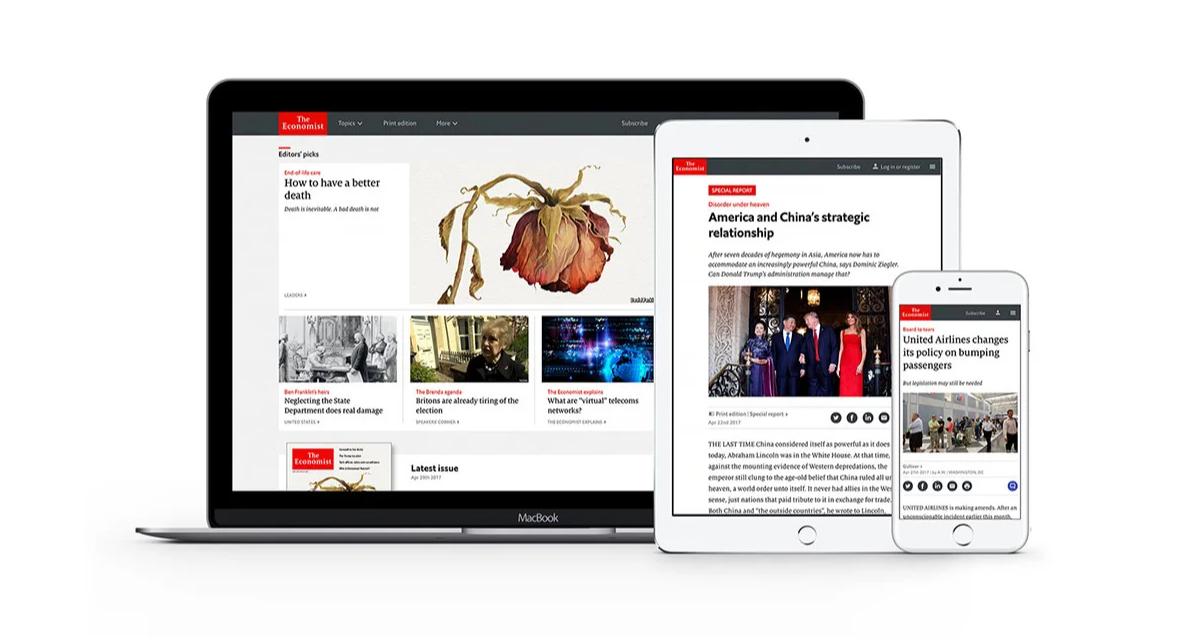 The
Economist
Topics
Print edition
More
Subscribe
Editors' picks
End-of-life care
How to have a better
death
Death is inevitable. A bad death is not
LEADERS
Ben Franklin's heirs
Neglecting the State
Department does real damage
UNITED STATES
The Brenda agenda
Britons are already tiring of the
election
SPEAKERS' CORNER
The Economist explains
What are "virtual" telecoms
networks?
THE ECONOMIST EXPLAINS
The
Economist
Latest issue
Apr 29th 2017
MacBook
The
Economist
Subscribe
Log in or register
SPECIAL REPORT
Disorder under heaven
America and China's strategic
relationship
After seven decades of hegemony in Asia, America now has to
accommodate an increasingly powerful China, says Dominic Ziegler.
Can Donald Trump's administration manage that?
Print edition | Special report
Apr 22nd 2017
THE LAST TIME China considered itself as powerful as it does
today, Abraham Lincoln was in the White House. At that time,
against the mounting evidence of Western depredations, the
emperor still clung to the age-old belief that China ruled all
heaven, a world order unto itself. It never had allies in the
sense, just nations that paid tribute to it in exchange for trade.
Both China and "the outside countries", he wrote to Lincoln,
The
Economist
Subscribe
Board to tears
United Airlines changes
its policy on bumping
passengers
But legislation may still be needed
Gulliver
Apr 27th 2017 | by A.W. | WASHINGTON, DC
UNITED AIRLINES is making amends. After an
unconscionable incident earlier this month,